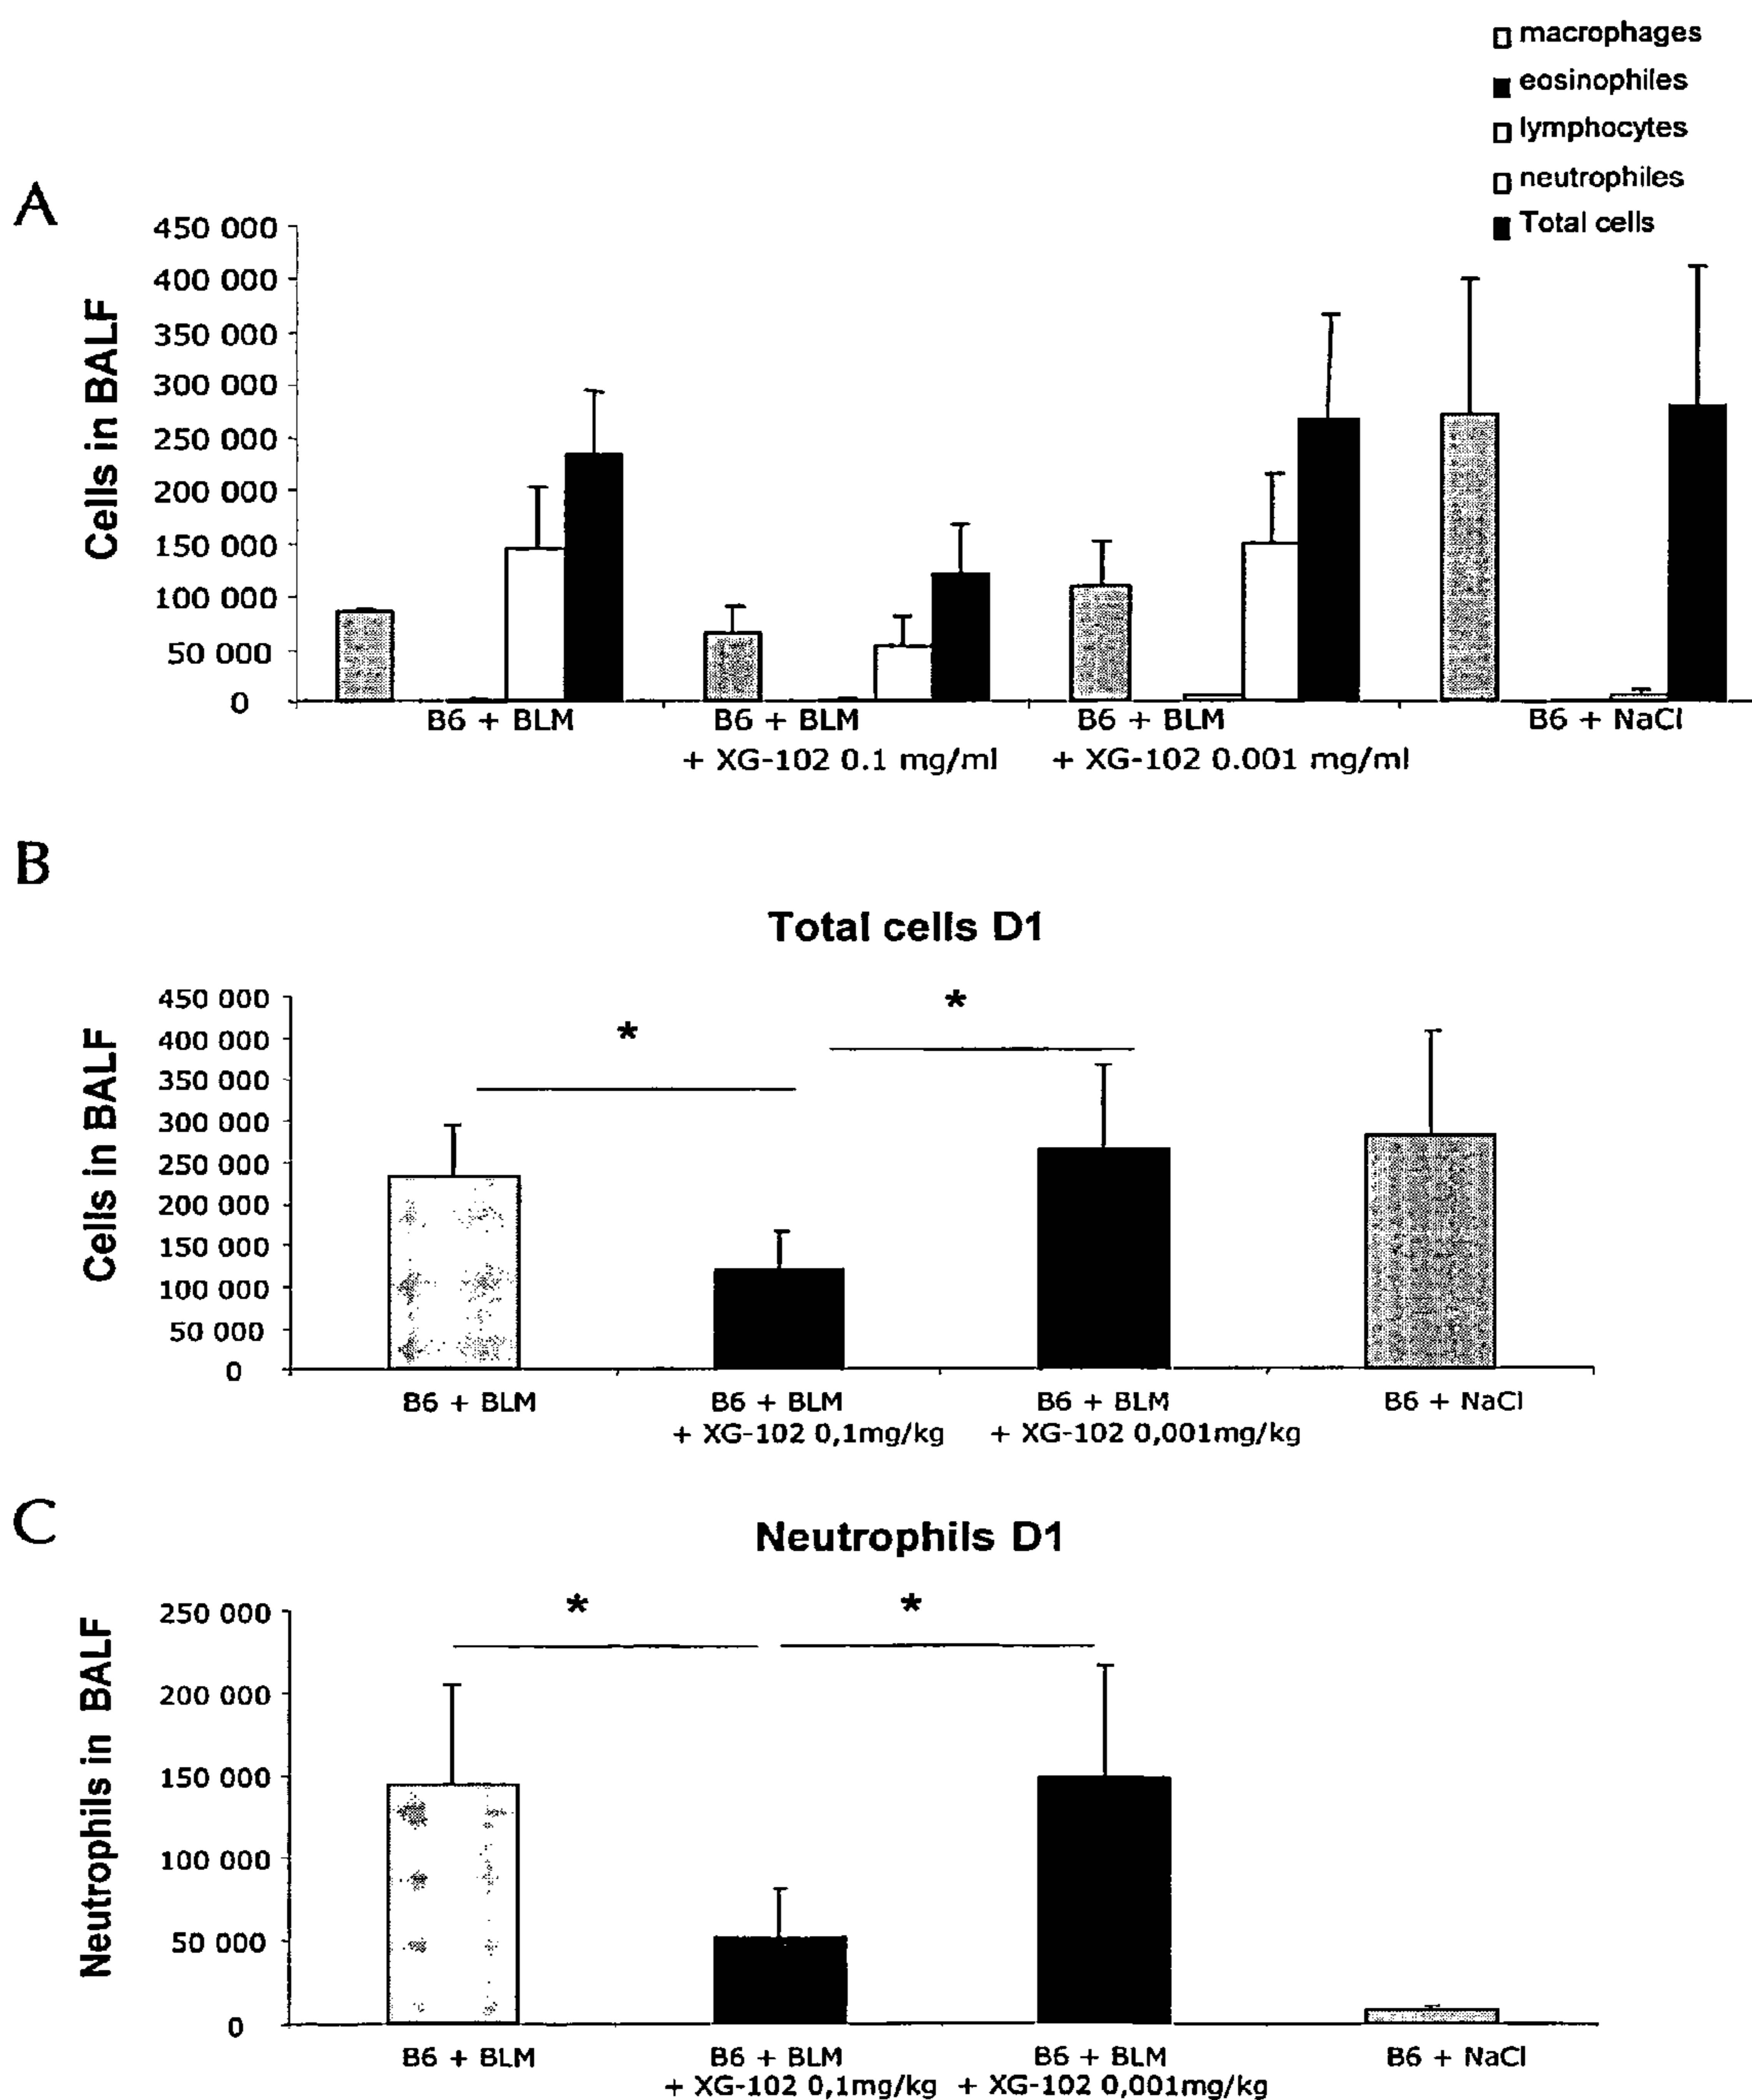 macrophages
eosinophiles
lymphocytes
neutrophiles
Total cells
A
Cells in BALF
450 000
400 000
350 000
300 000
250 000
200 000
150 000
100 000
50 000
0
B6 + BLM
B6 + BLM
+ XG-102 0.1 mg/ml
B6 + BLM
+ XG-102 0.001 mg/ml
B6 + NaCl
B
Total cells D1
Cells in BALF
450 000
400 000
350 000
300 000
250 000
200 000
150 000
100 000
50 000
0
*
*
B6 + BLM
B6 + BLM
+ XG-102 0,1mg/kg
B6 + BLM
+ XG-102 0,001mg/kg
B6 + NaCl
C
Neutrophils D1
Neutrophils in BALF
250 000
200 000
150 000
100 000
50 000
0
*
*
B6 + BLM
B6 + BLM
+ XG-102 0,1mg/kg
B6 + BLM
+ XG-102 0,001mg/kg
B6 + NaCl